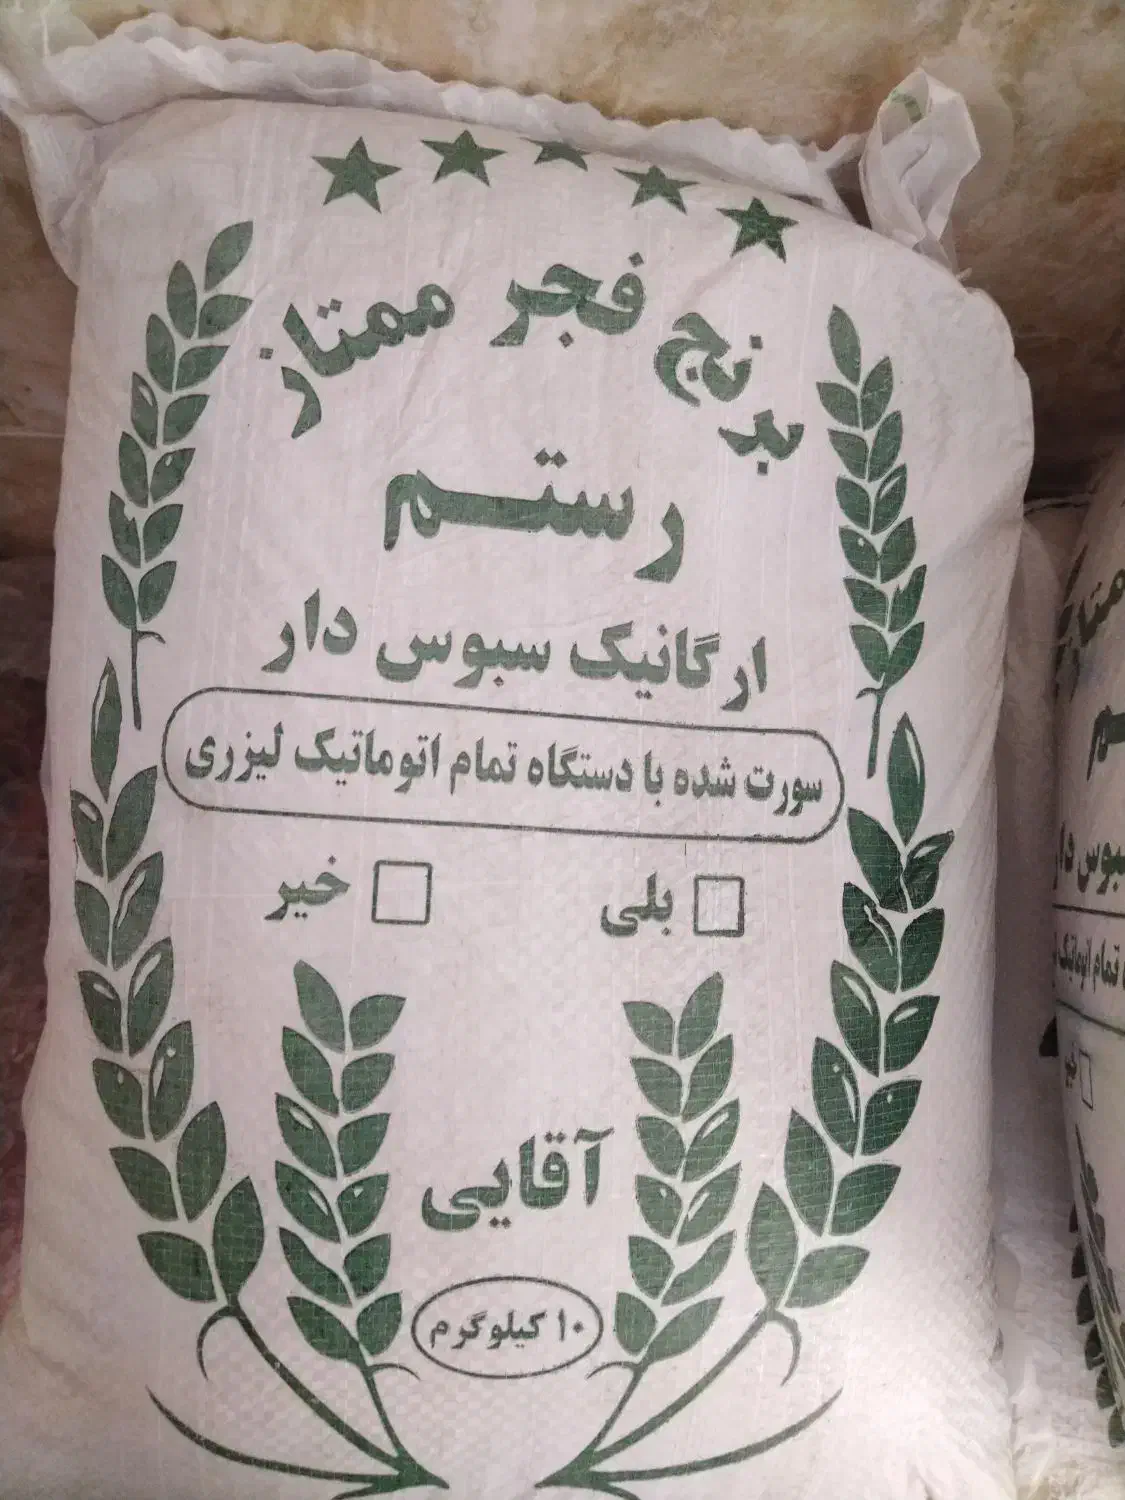 برنج فجر ممتاز
رستم
ارگانیک سبوس دار
سورت شده با دستگاه تمام اتوماتیک لیزری
بلی
خیر
آقایی
۱۰ کیلوگرم